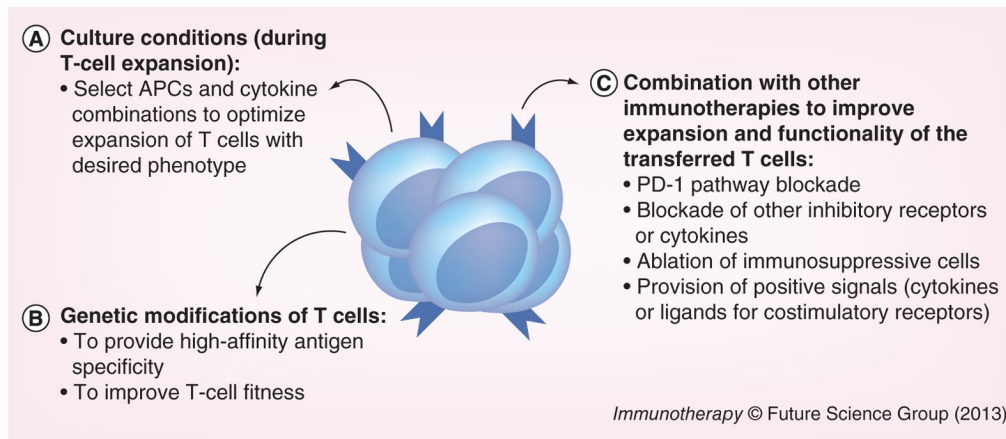 A Culture conditions (during
T-cell expansion):
• Select APCs and cytokine
combinations to optimize
expansion of T cells with
desired phenotype
B Genetic modifications of T cells:
• To provide high-affinity antigen
specificity
• To improve T-cell fitness
C Combination with other
immunotherapies to improve
expansion and functionality of the
transferred T cells:
• PD-1 pathway blockade
• Blockade of other inhibitory receptors
or cytokines
• Ablation of immunosuppressive cells
• Provision of positive signals (cytokines
or ligands for costimulatory receptors)
Immunotherapy © Future Science Group (2013)